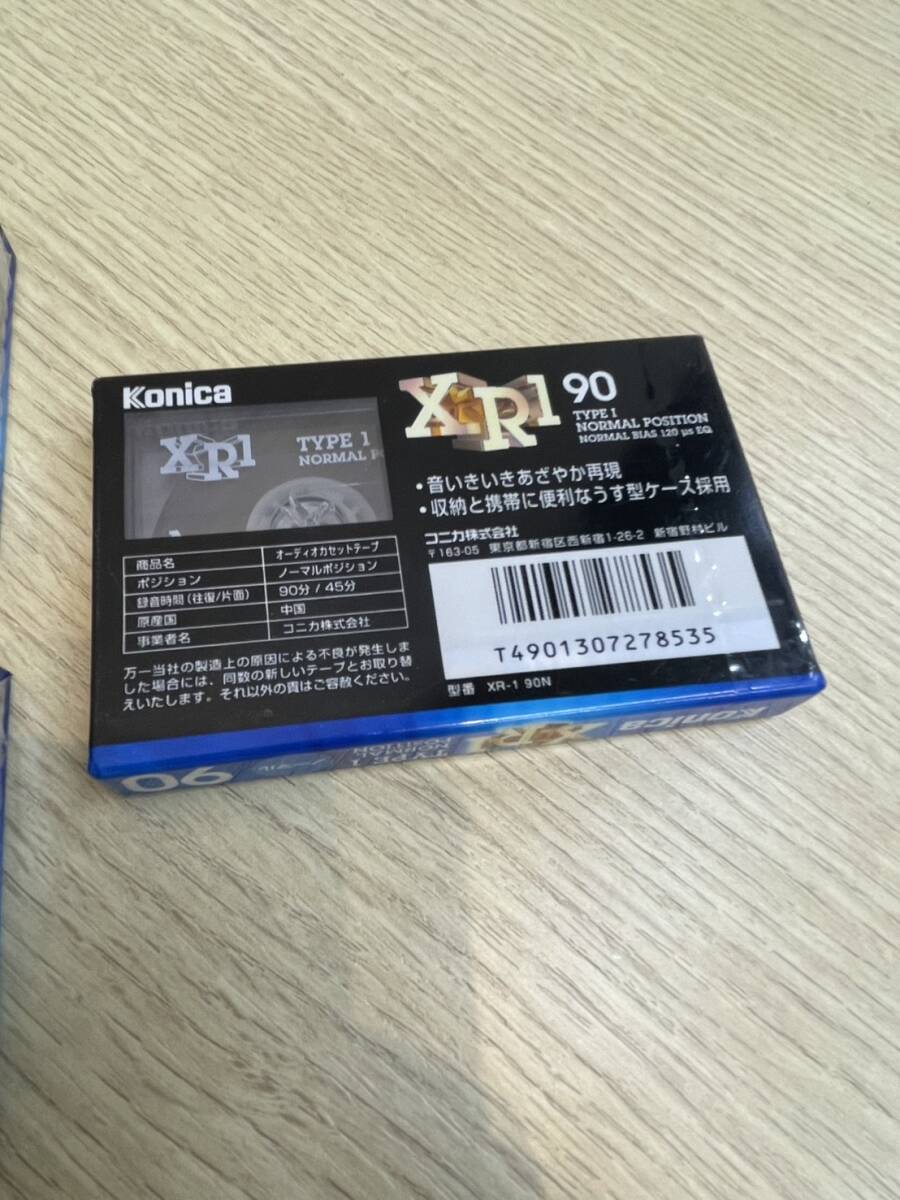 Konica
XR1
TYPE 1
NORMAL P
XR1 90
TYPE I
NORMAL POSITION
NORMAL BIAS 120 μs EQ
・音いきいきあざやか再現
・収納と携帯に便利なうす型ケース採用
コニカ株式会社
〒163-05 東京都新宿区西新宿1-26-2 新宿野村ビル
商品名 オーディオカセットテープ
ポジション ノーマルポジション
録音時間(往復/片面) 90分/45分
原産国 中国
事業者名 コニカ株式会社
万一当社の製造上の原因による不良が発生しま
した場合には、同数の新しいテープとお取り替
えいたします。それ以外の責はご容赦ください。
T4901307278535
型番 XR-1 90N
Konica
XR1
TYPE 1
NORMAL
POSITION
90